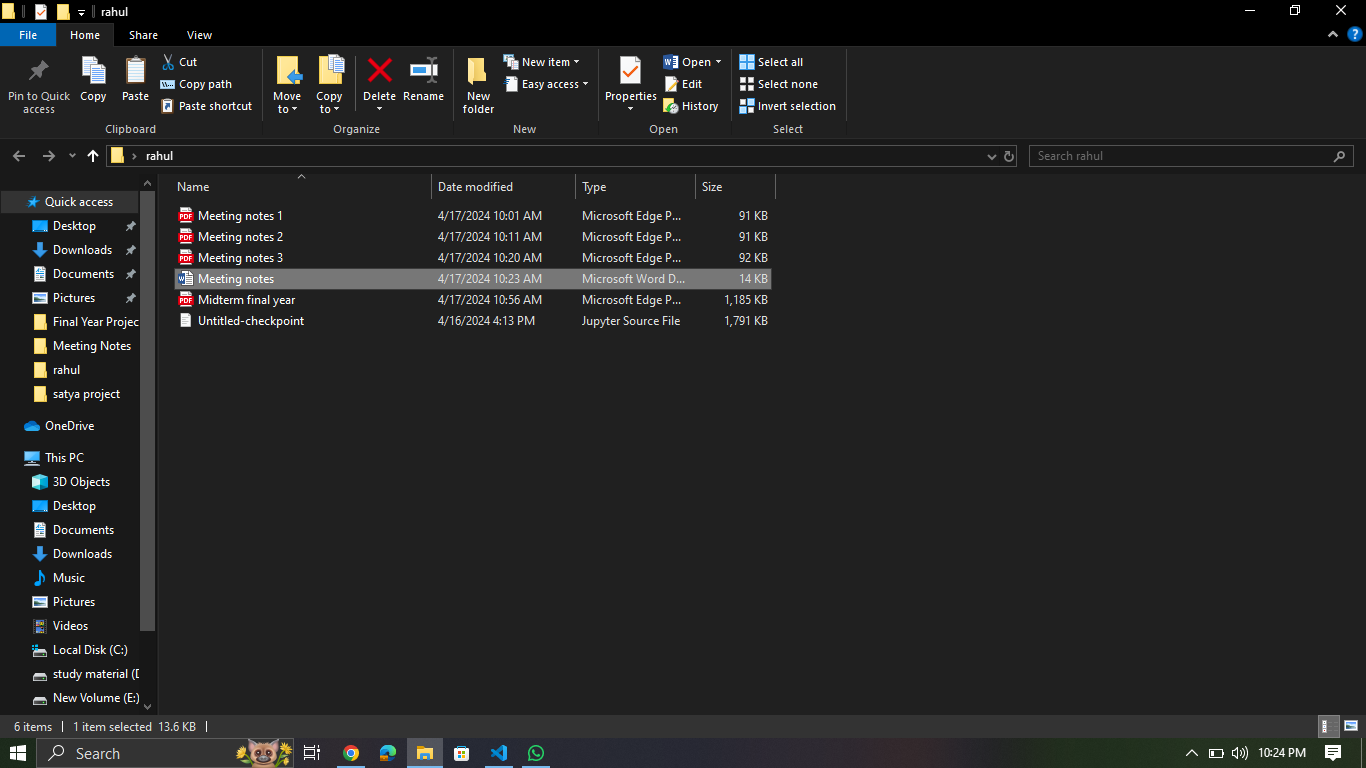 rahul
File Home Share View
Pin to Quick access
Copy
Paste
Cut
Copy path
Paste shortcut
Clipboard
Move to
Copy to
Delete
Rename
Organize
New folder
New item
Easy access
New
Properties
Open
Edit
History
Open
Select all
Select none
Invert selection
Select
rahul
Search rahul
Quick access
Desktop
Downloads
Documents
Pictures
Final Year Projec
Meeting Notes
rahul
satya project
OneDrive
This PC
3D Objects
Desktop
Documents
Downloads
Music
Pictures
Videos
Local Disk (C:)
study material (D
New Volume (E:)
Name Date modified Type Size
PDF Meeting notes 1 4/17/2024 10:01 AM Microsoft Edge P... 91 KB
PDF Meeting notes 2 4/17/2024 10:11 AM Microsoft Edge P... 91 KB
PDF Meeting notes 3 4/17/2024 10:20 AM Microsoft Edge P... 92 KB
Meeting notes 4/17/2024 10:23 AM Microsoft Word D... 14 KB
PDF Midterm final year 4/17/2024 10:56 AM Microsoft Edge P... 1,185 KB
Untitled-checkpoint 4/16/2024 4:13 PM Jupyter Source File 1,791 KB
6 items 1 item selected 13.6 KB
Search
10:24 PM